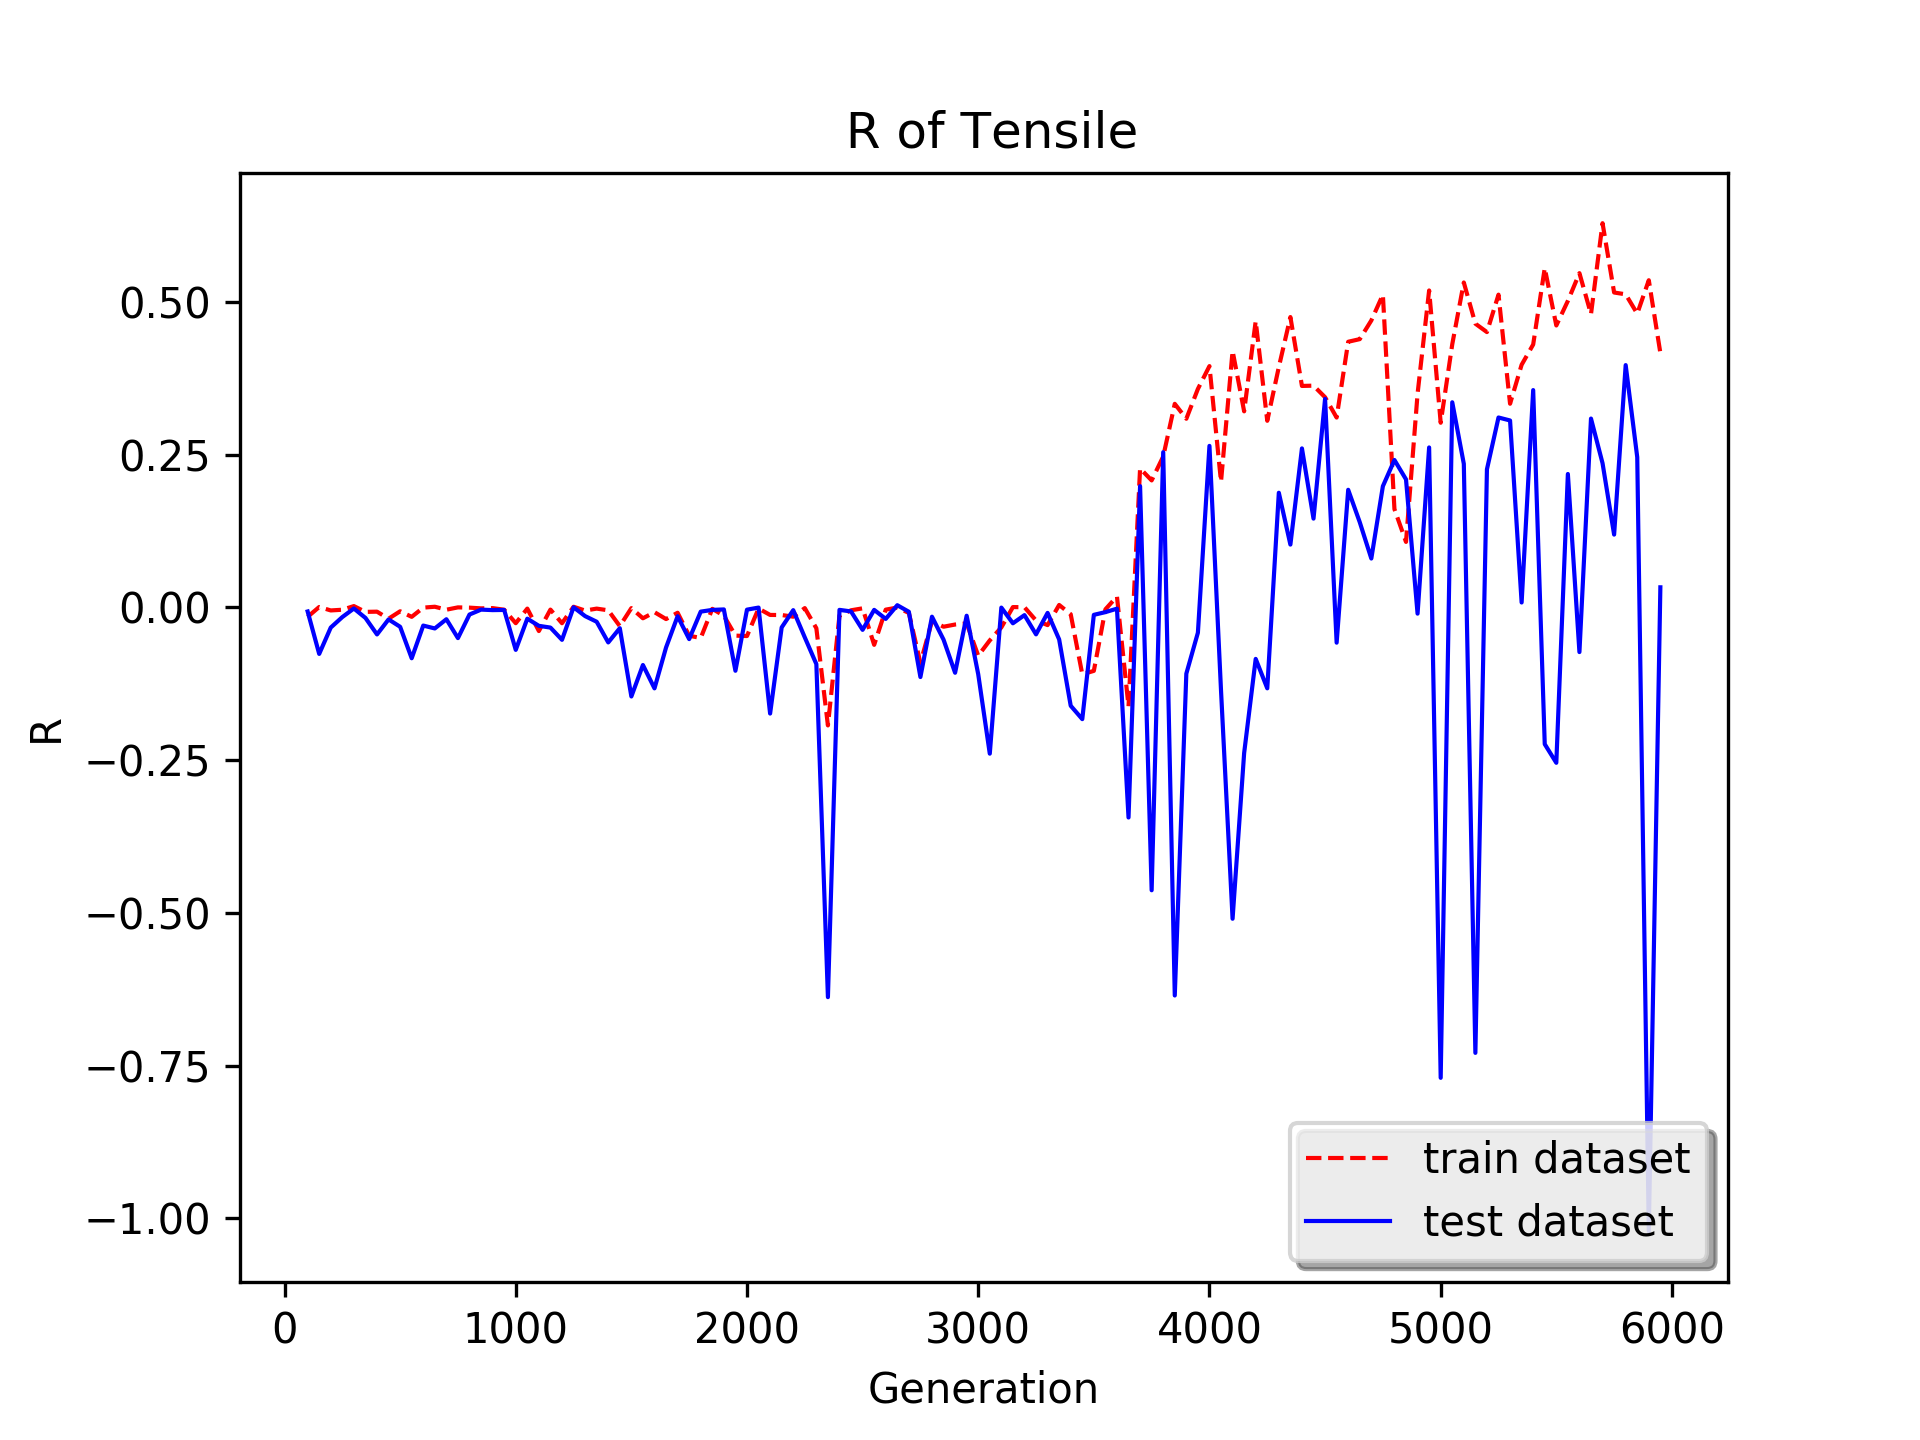 R of Tensile
R
0.50
0.25
0.00
−0.25
−0.50
−0.75
−1.00
train dataset
test dataset
0 1000 2000 3000 4000 5000 6000
Generation